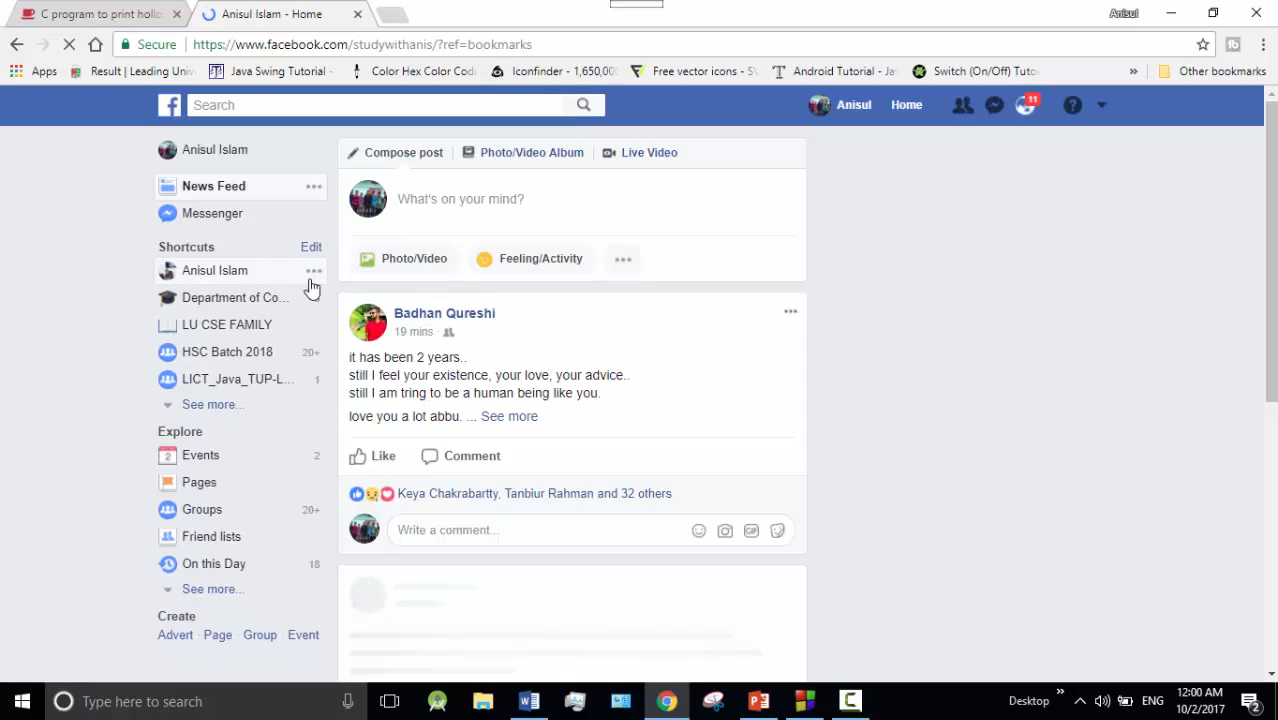 C program to print hollo
Anisul Islam - Home
Anisul
Secure
https://www.facebook.com/studywithanis/?ref=bookmarks
Apps
Result | Leading Univ
Java Swing Tutorial -
Color Hex Color Cod
Iconfinder - 1,650,00
Free vector icons - S
Android Tutorial - Ja
Switch (On/Off) Tuto
»
Other bookmarks
Search
Anisul
Home
11
Anisul Islam
News Feed
Messenger
Shortcuts
Edit
Anisul Islam
Department of Co...
LU CSE FAMILY
HSC Batch 2018
20+
LICT_Java_TUP-L...
1
See more...
Explore
2
Events
2
Pages
Groups
20+
Friend lists
On this Day
18
See more...
Create
Advert · Page · Group · Event
Compose post
Photo/Video Album
Live Video
What's on your mind?
Photo/Video
Feeling/Activity
Badhan Qureshi
19 mins ·
it has been 2 years..
still I feel your existence, your love, your advice..
still I am tring to be a human being like you.
love you a lot abbu. ... See more
Like
Comment
Keya Chakrabartty, Tanbiur Rahman and 32 others
Write a comment...
GIF
Type here to search
Desktop
»
ENG
12:00 AM
10/2/2017
2